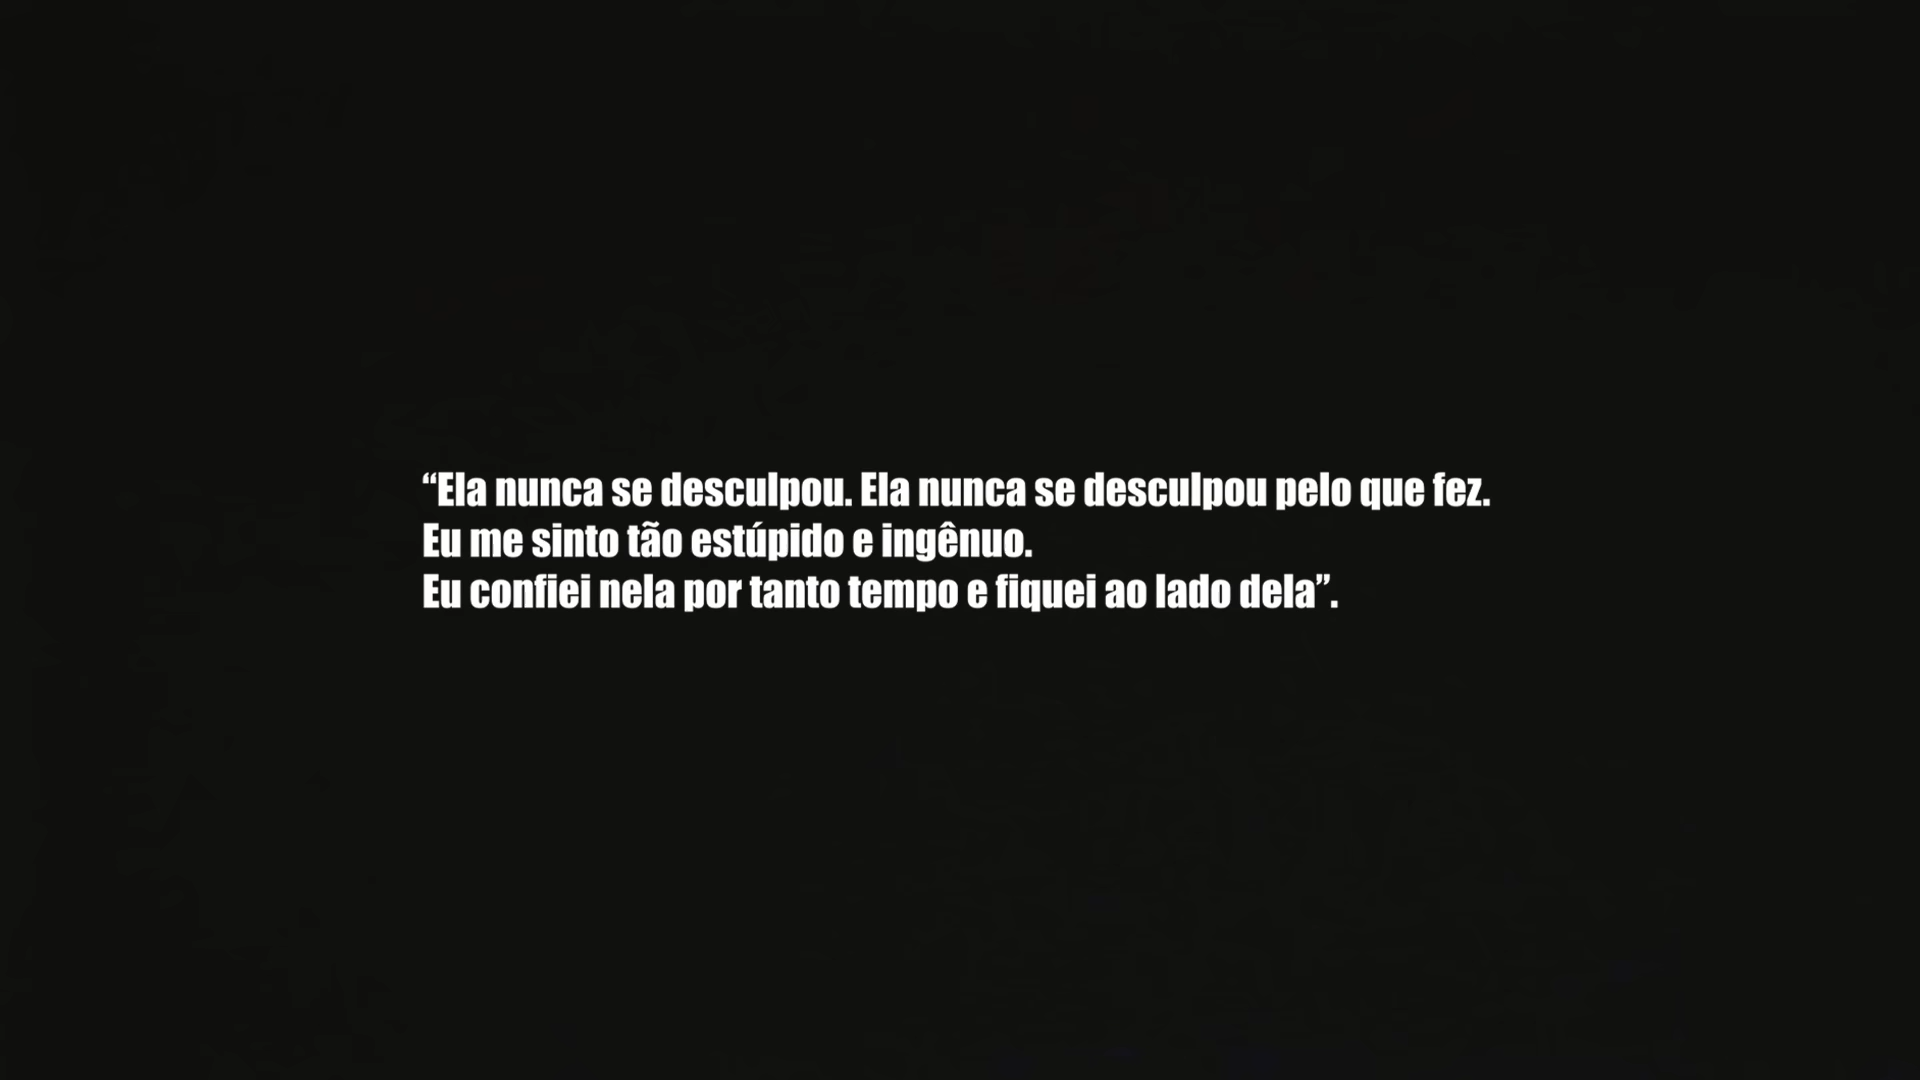 “Ela nunca se desculpou. Ela nunca se desculpou pelo que fez.
Eu me sinto tão estúpido e ingênuo.
Eu confiei nela por tanto tempo e fiquei ao lado dela”.